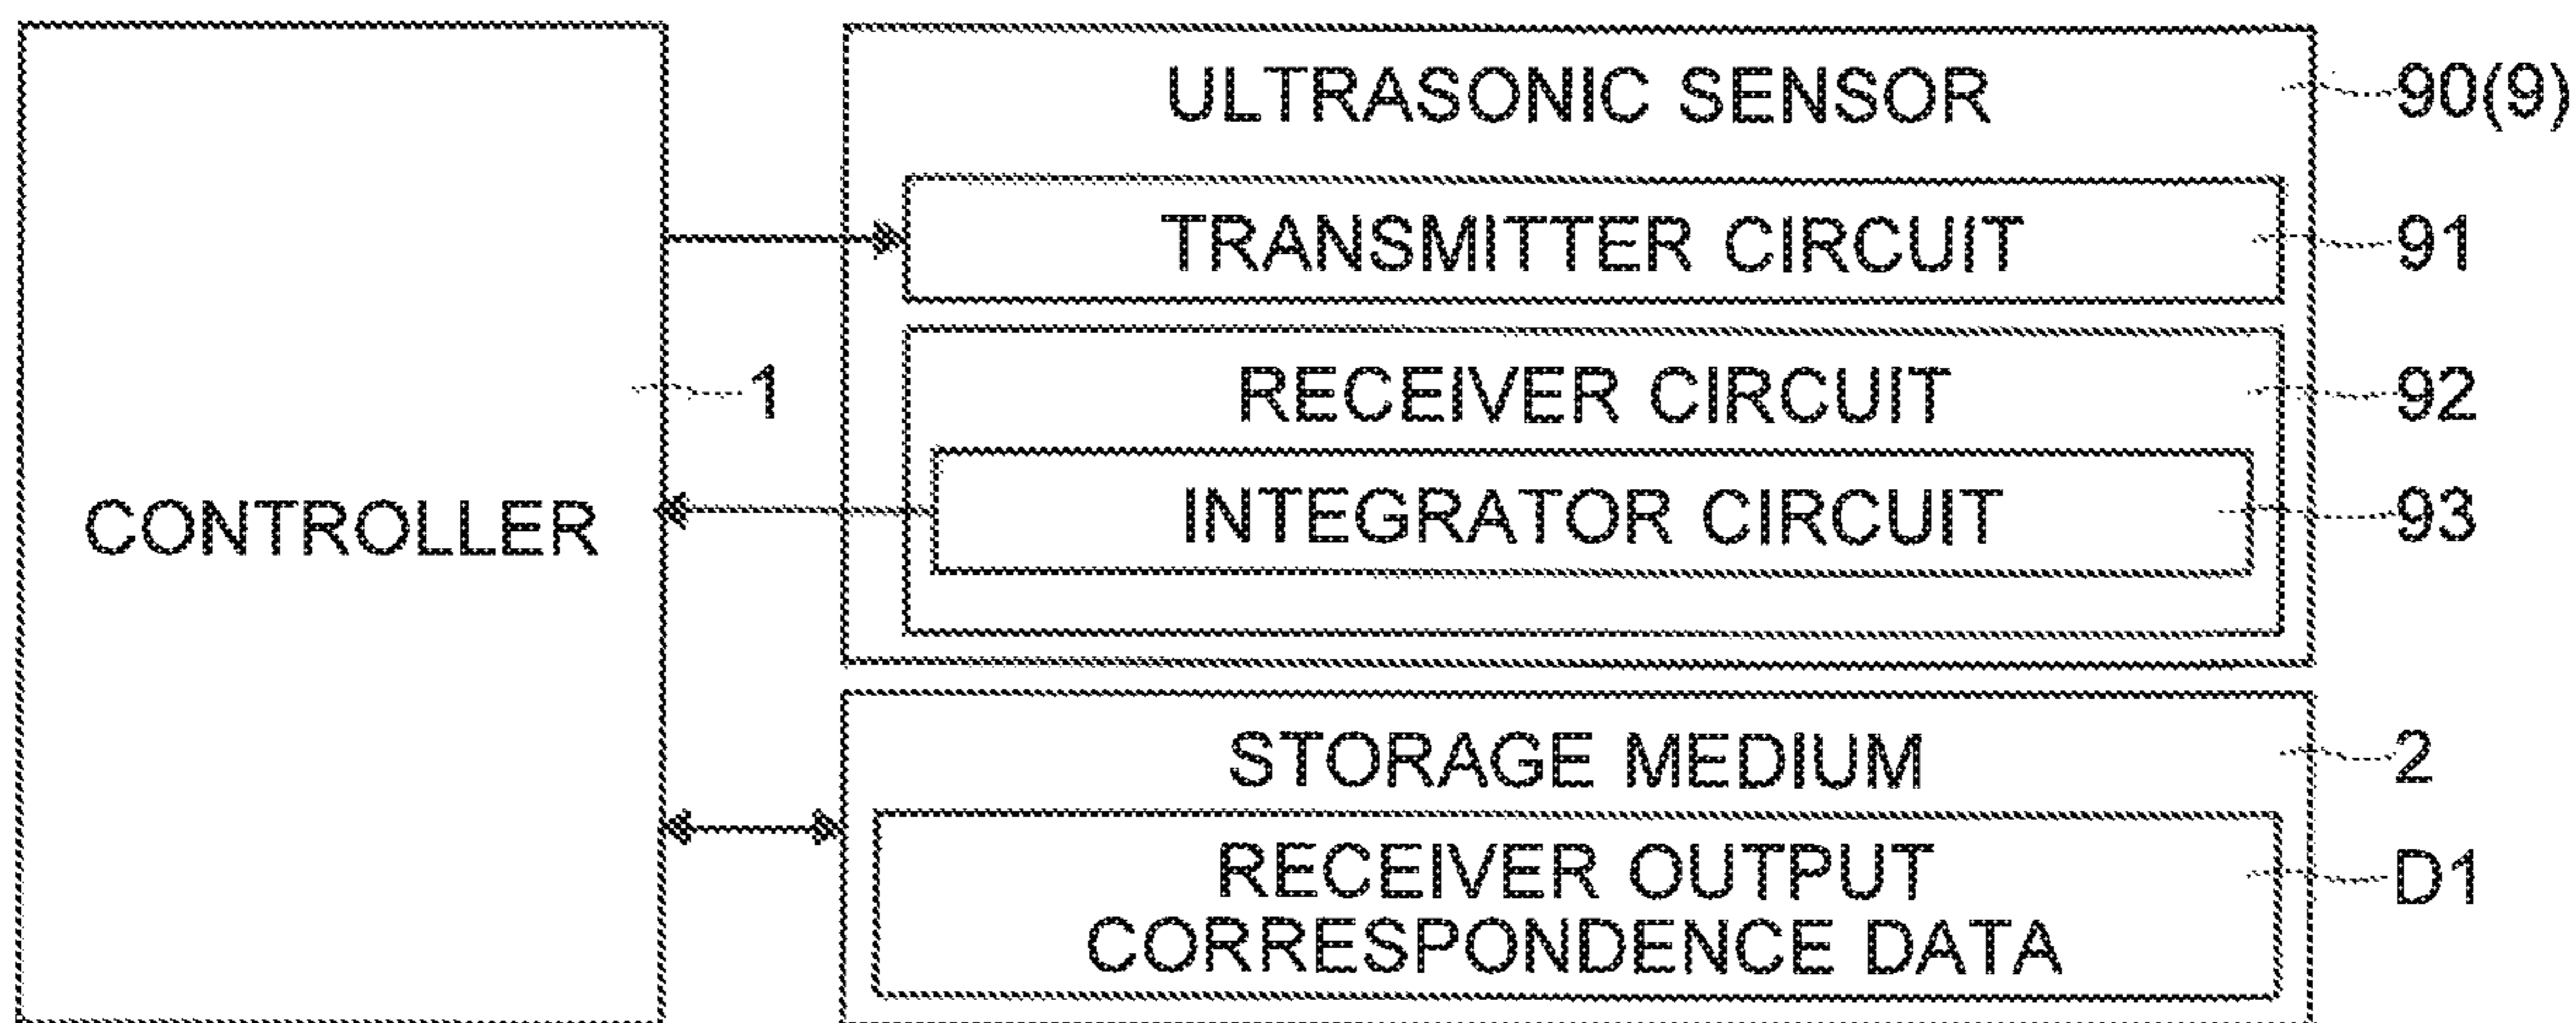 ULTRASONIC SENSOR 90(9)
TRANSMITTER CIRCUIT 91
RECEIVER CIRCUIT 92
1
CONTROLLER
INTEGRATOR CIRCUIT 93
STORAGE MEDIUM 2
RECEIVER OUTPUT
CORRESPONDENCE DATA
D1